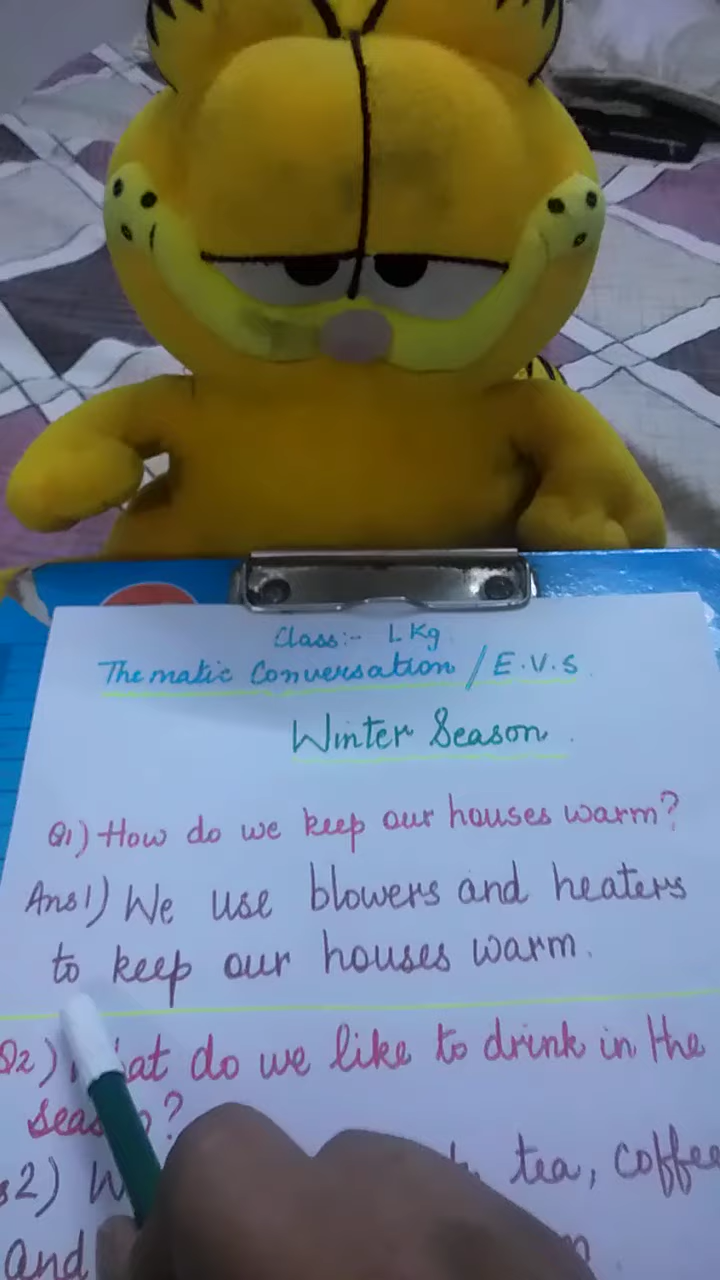 Class:- LKg
Thematic Conversation / E.V.S.
Winter Season.
Q1) How do we keep our houses warm?
Ans1) We use blowers and heaters
to keep our houses warm.
Q2) do we like to drink in the
tea, coffee
and